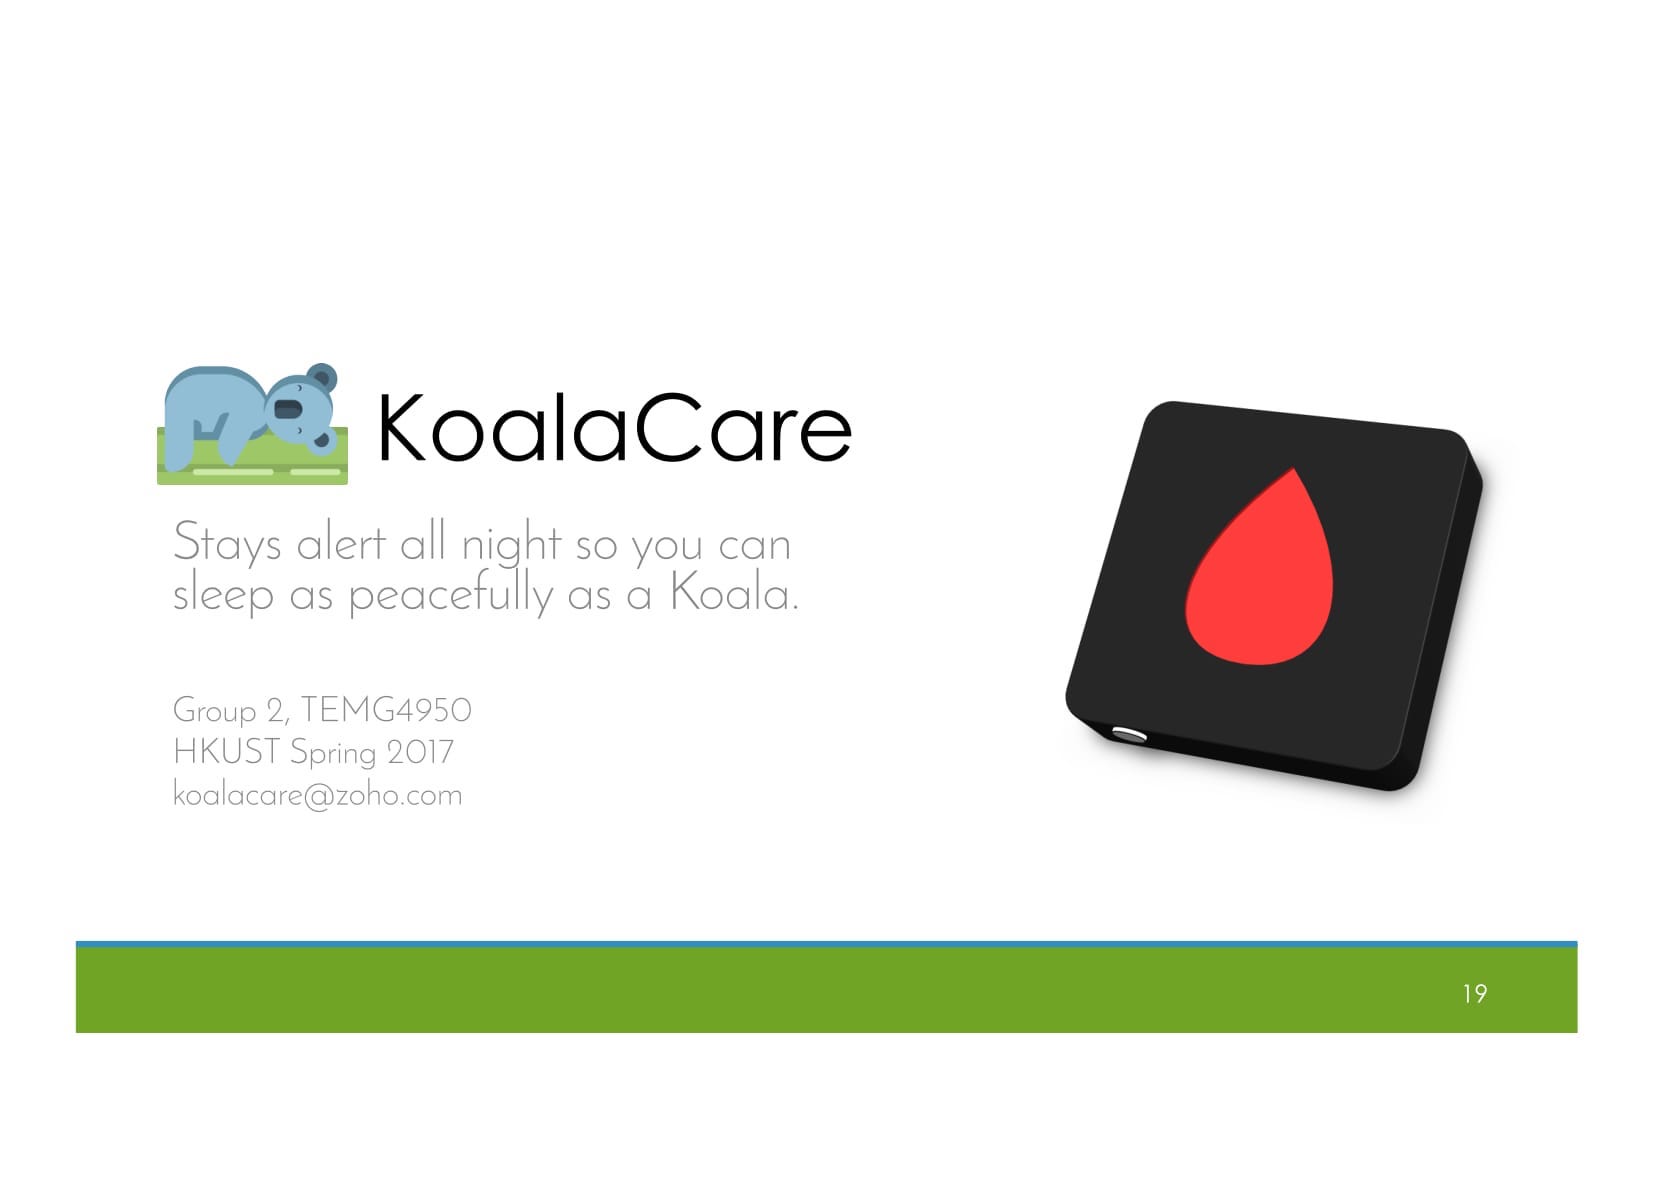 KoalaCare
Stays alert all night so you can
sleep as peacefully as a Koala.
Group 2, TEMG4950
HKUST Spring 2017
koalacare@zoho.com
19